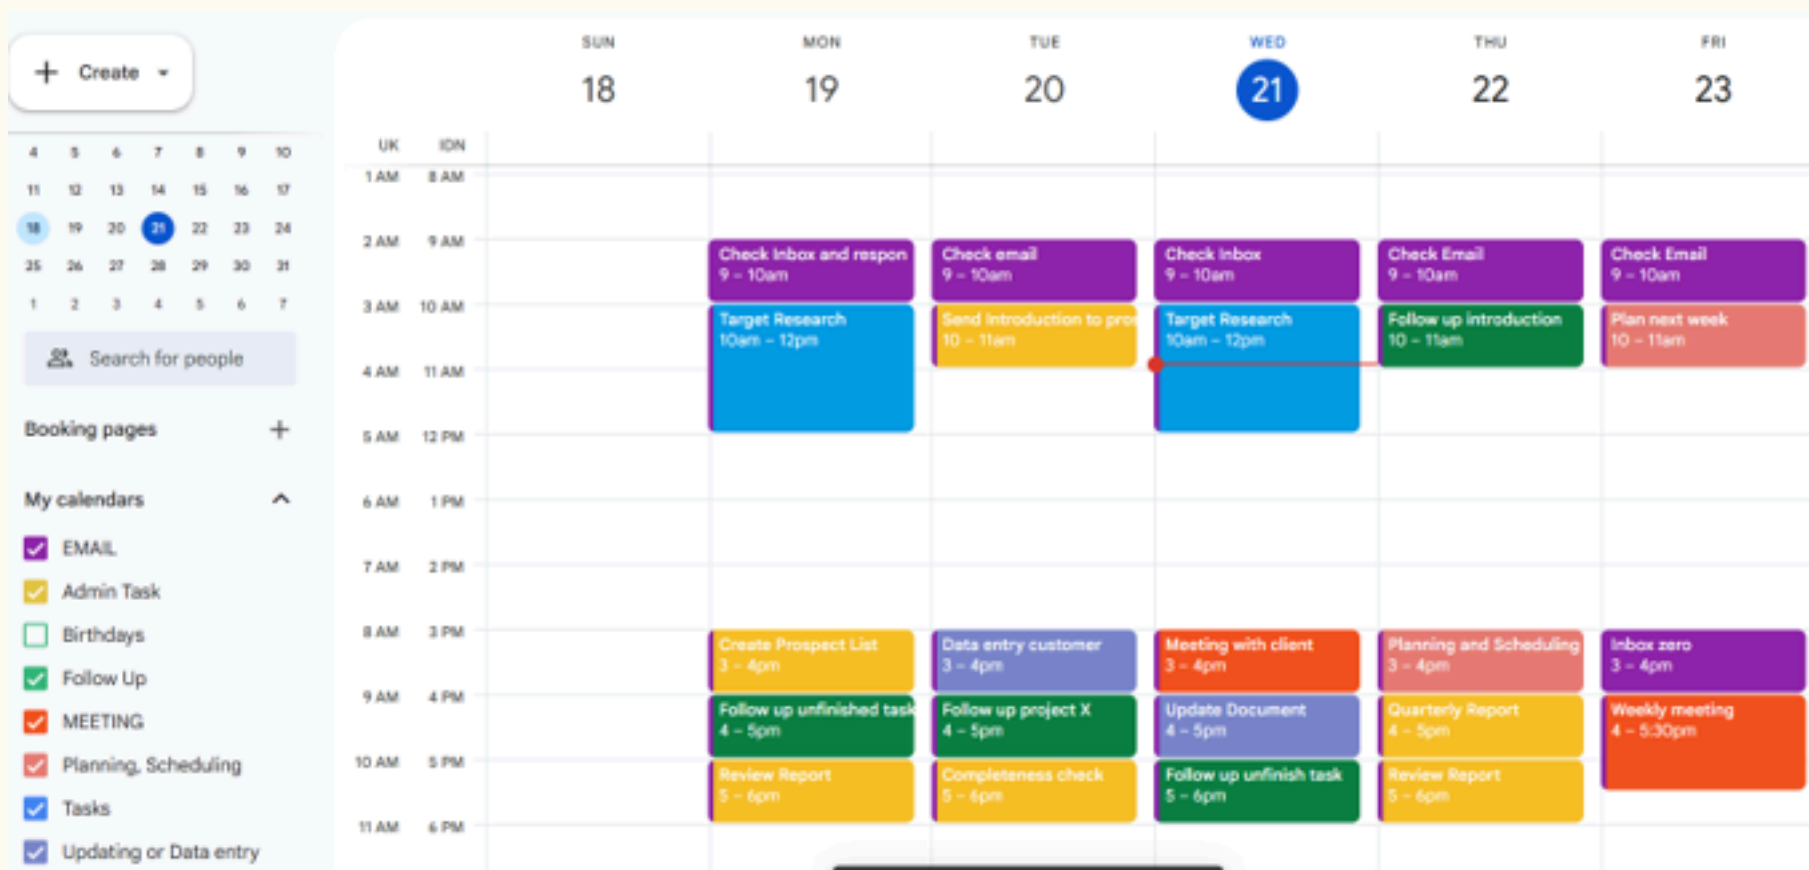 Create
4 5 6 7 8 9 10
11 12 13 14 15 16 17
18 19 20 21 22 23 24
25 26 27 28 29 30 31
1 2 3 4 5 6 7
Search for people
Booking pages
My calendars
EMAIL
Admin Task
Birthdays
Follow Up
MEETING
Planning, Scheduling
Tasks
Updating or Data entry
SUN MON TUE WED THU FRI
18 19 20 21 22 23
UK IDN
1 AM 8 AM
2 AM 9 AM
3 AM 10 AM
4 AM 11 AM
5 AM 12 PM
6 AM 1 PM
7 AM 2 PM
8 AM 3 PM
9 AM 4 PM
10 AM 5 PM
11 AM 6 PM
Check Inbox and respon
9 – 10am
Target Research
10am – 12pm
Create Prospect List
3 – 4pm
Follow up unfinished task
4 – 5pm
Review Report
5 – 6pm
Check email
9 – 10am
Send Introduction to pros
10 – 11am
Data entry customer
3 – 4pm
Follow up project X
4 – 5pm
Completeness check
5 – 6pm
Check Inbox
9 – 10am
Target Research
10am – 12pm
Meeting with client
3 – 4pm
Update Document
4 – 5pm
Follow up unfinish task
5 – 6pm
Check Email
9 – 10am
Follow up introduction
10 – 11am
Planning and Scheduling
3 – 4pm
Quarterly Report
4 – 5pm
Review Report
5 – 6pm
Check Email
9 – 10am
Plan next week
10 – 11am
Inbox zero
3 – 4pm
Weekly meeting
4 – 5:30pm